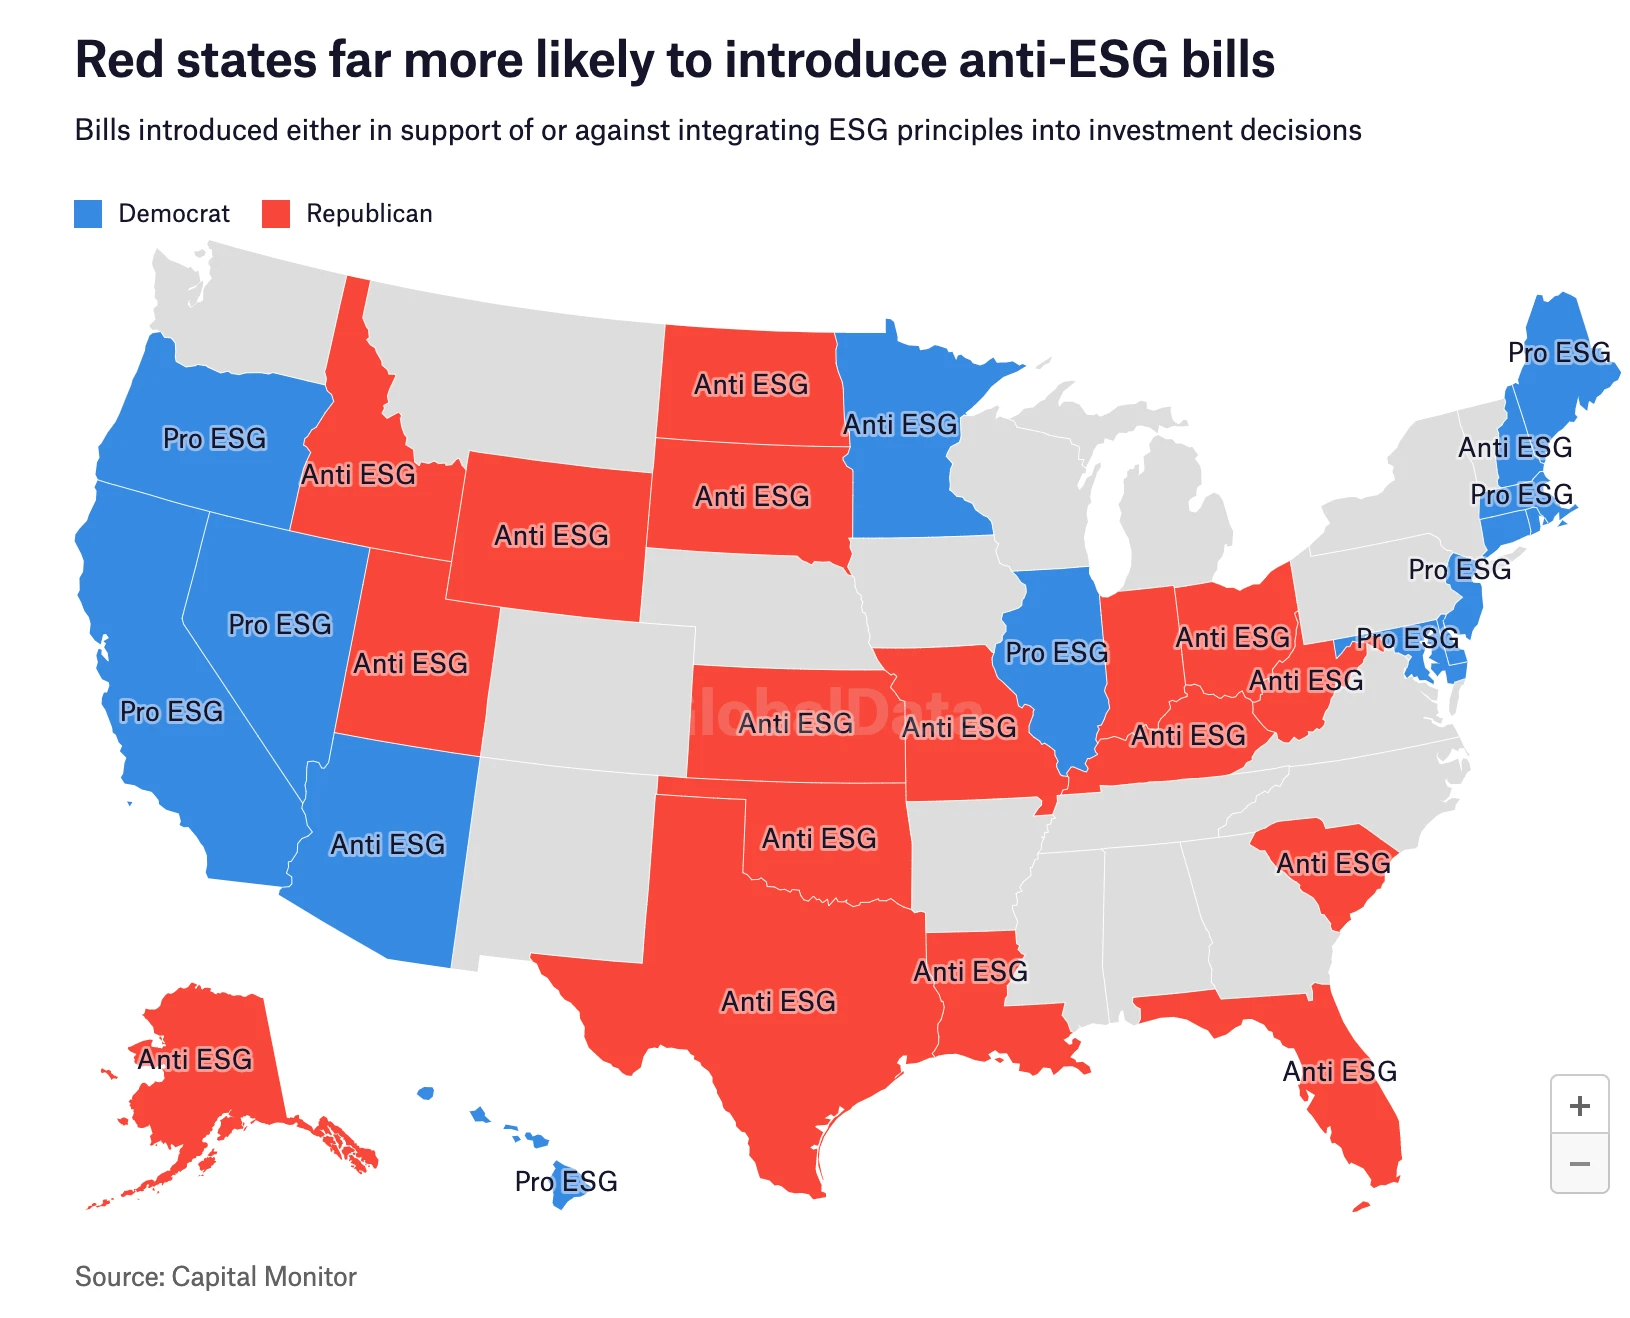 Red states far more likely to introduce anti-ESG bills
Bills introduced either in support of or against integrating ESG principles into investment decisions
Democrat
Republican
Pro ESG
Anti ESG
Anti ESG
Pro ESG
Anti ESG
Anti ESG
Pro ESG
Anti ESG
Anti ESG
Pro ESG
Pro ESG
Pro ESG
Anti ESG
Pro ESG
Pro ESG
Anti ESG
Anti ESG
Pro ESG
GlobalData
Anti ESG
Anti ESG
Anti ESG
Anti ESG
Anti ESG
Anti ESG
Anti ESG
Anti ESG
Anti ESG
Anti ESG
Pro ESG
+
−
Source: Capital Monitor